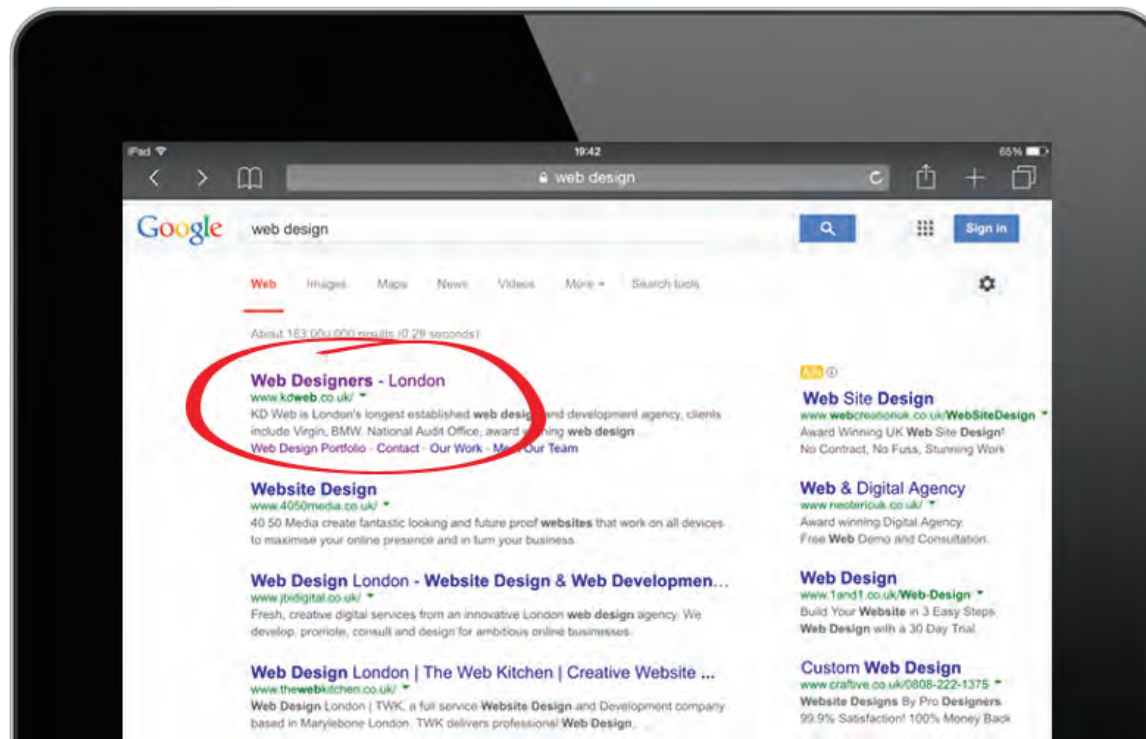 iPad 19:42 65%
web design
Google web design Sign in
Web Images Maps News Videos More Search tools
About 183,000,000 results (0.29 seconds)
Web Designers - London
www.kdweb.co.uk/
KD Web is London's longest established web design and development agency, clients
include Virgin, BMW, National Audit Office, award winning web design
Web Design Portfolio - Contact - Our Work - Meet Our Team
Website Design
www.4050media.co.uk/
40 50 Media create fantastic looking and future proof websites that work on all devices
to maximise your online presence and in turn your business.
Web Design London - Website Design & Web Developmen...
www.jbidigital.co.uk/
Fresh, creative digital services from an innovative London web design agency. We
develop, promote, consult and design for ambitious online businesses.
Web Design London | The Web Kitchen | Creative Website ...
www.thewebkitchen.co.uk/
Web Design London | TWK, a full service Website Design and Development company
based in Marylebone London. TWK delivers professional Web Design,
Ads
Web Site Design
www.webcreationuk.co.uk/WebSiteDesign
Award Winning UK Web Site Design!
No Contract, No Fuss, Stunning Work
Web & Digital Agency
www.neotericuk.co.uk/
Award winning Digital Agency.
Free Web Demo and Consultation.
Web Design
www.1and1.co.uk/Web-Design
Build Your Website in 3 Easy Steps.
Web Design with a 30 Day Trial.
Custom Web Design
www.craftive.co.uk/0808-222-1375
Website Designs By Pro Designers
99.9% Satisfaction! 100% Money Back